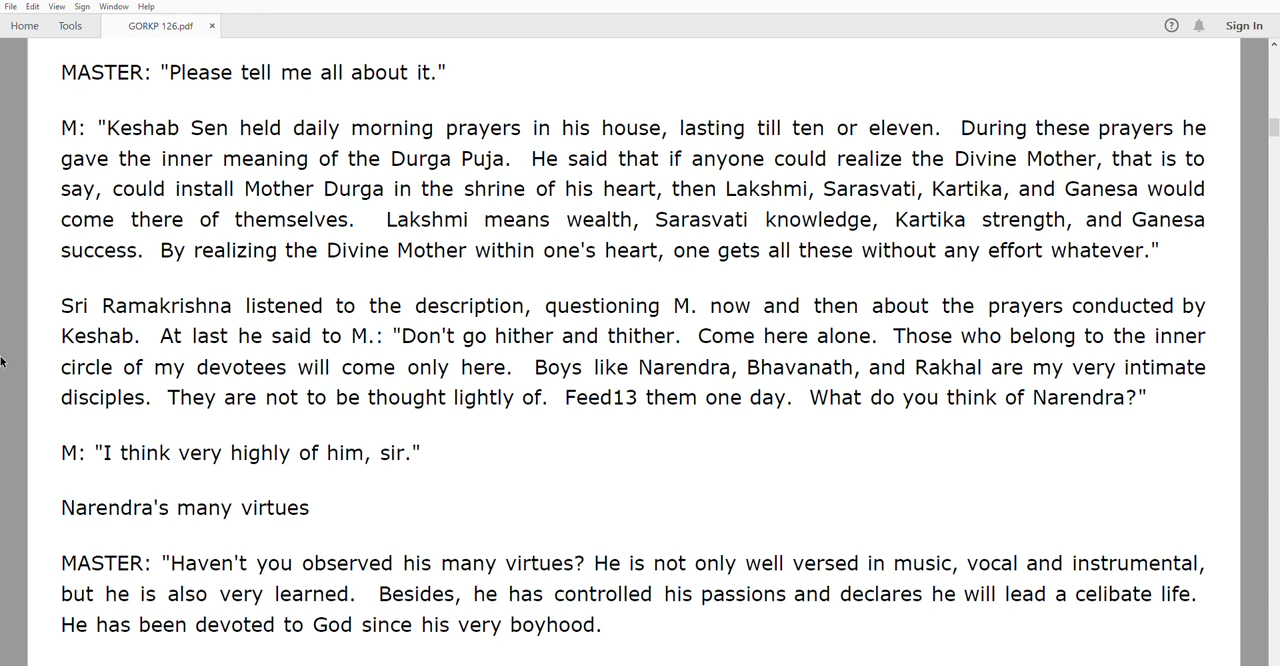 File Edit View Sign Window Help
Home Tools GORKP 126.pdf × ? Sign In
MASTER: "Please tell me all about it."
M: "Keshab Sen held daily morning prayers in his house, lasting till ten or eleven. During these prayers he
gave the inner meaning of the Durga Puja. He said that if anyone could realize the Divine Mother, that is to
say, could install Mother Durga in the shrine of his heart, then Lakshmi, Sarasvati, Kartika, and Ganesa would
come there of themselves. Lakshmi means wealth, Sarasvati knowledge, Kartika strength, and Ganesa
success. By realizing the Divine Mother within one's heart, one gets all these without any effort whatever."
Sri Ramakrishna listened to the description, questioning M. now and then about the prayers conducted by
Keshab. At last he said to M.: "Don't go hither and thither. Come here alone. Those who belong to the inner
circle of my devotees will come only here. Boys like Narendra, Bhavanath, and Rakhal are my very intimate
disciples. They are not to be thought lightly of. Feed13 them one day. What do you think of Narendra?"
M: "I think very highly of him, sir."
Narendra's many virtues
MASTER: "Haven't you observed his many virtues? He is not only well versed in music, vocal and instrumental,
but he is also very learned. Besides, he has controlled his passions and declares he will lead a celibate life.
He has been devoted to God since his very boyhood.